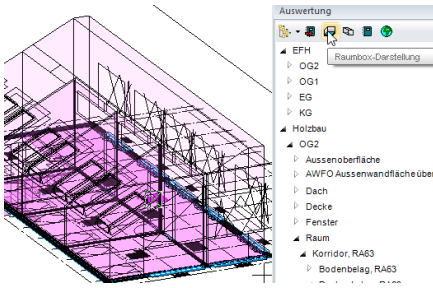 Auswertung
Raumbox-Darstellung
EFH
OG2
OG1
EG
KG
Holzbau
OG2
Aussenoberfläche
AWFO Aussenwandfläche über
Dach
Decke
Fenster
Raum
Korridor, RA63
Bodenbelag, RA63